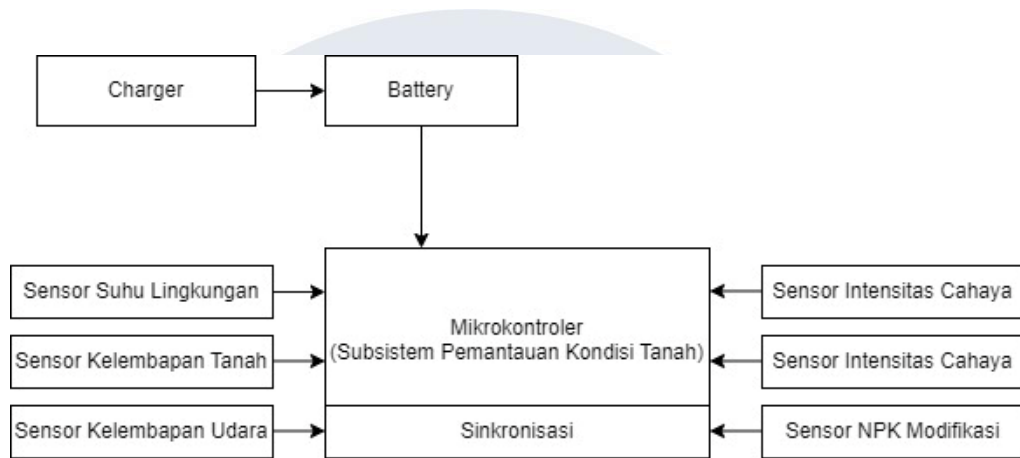 Charger
Battery
Sensor Suhu Lingkungan
Sensor Kelembapan Tanah
Sensor Kelembapan Udara
Mikrokontroler
(Subsistem Pemantauan Kondisi Tanah)
Sinkronisasi
Sensor Intensitas Cahaya
Sensor Intensitas Cahaya
Sensor NPK Modifikasi